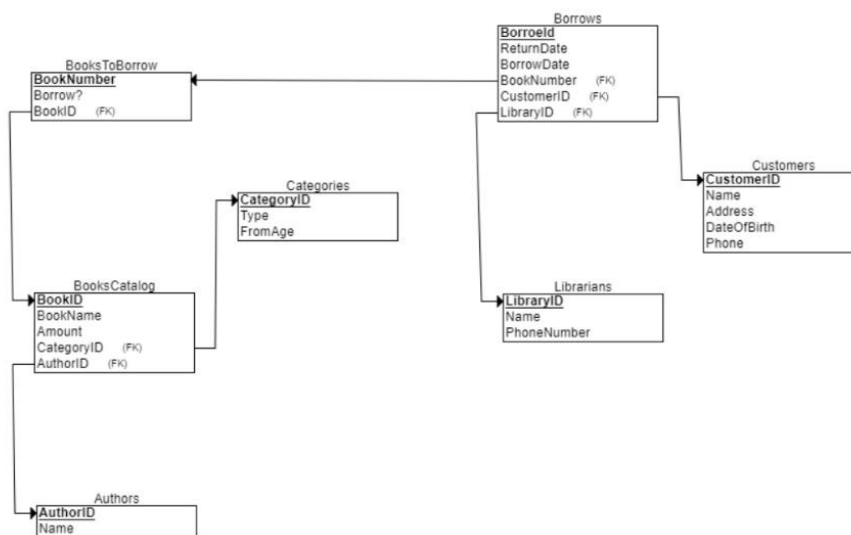 Borrows
BorroeId
ReturnDate
BorrowDate
BookNumber (FK)
CustomerID (FK)
LibraryID (FK)
BooksToBorrow
BookNumber
Borrow?
BookID (FK)
Customers
CustomerID
Name
Address
DateOfBirth
Phone
Categories
CategoryID
Type
FromAge
BooksCatalog
BookID
BookName
Amount
CategoryID (FK)
AuthorID (FK)
Librarians
LibraryID
Name
PhoneNumber
Authors
AuthorID
Name